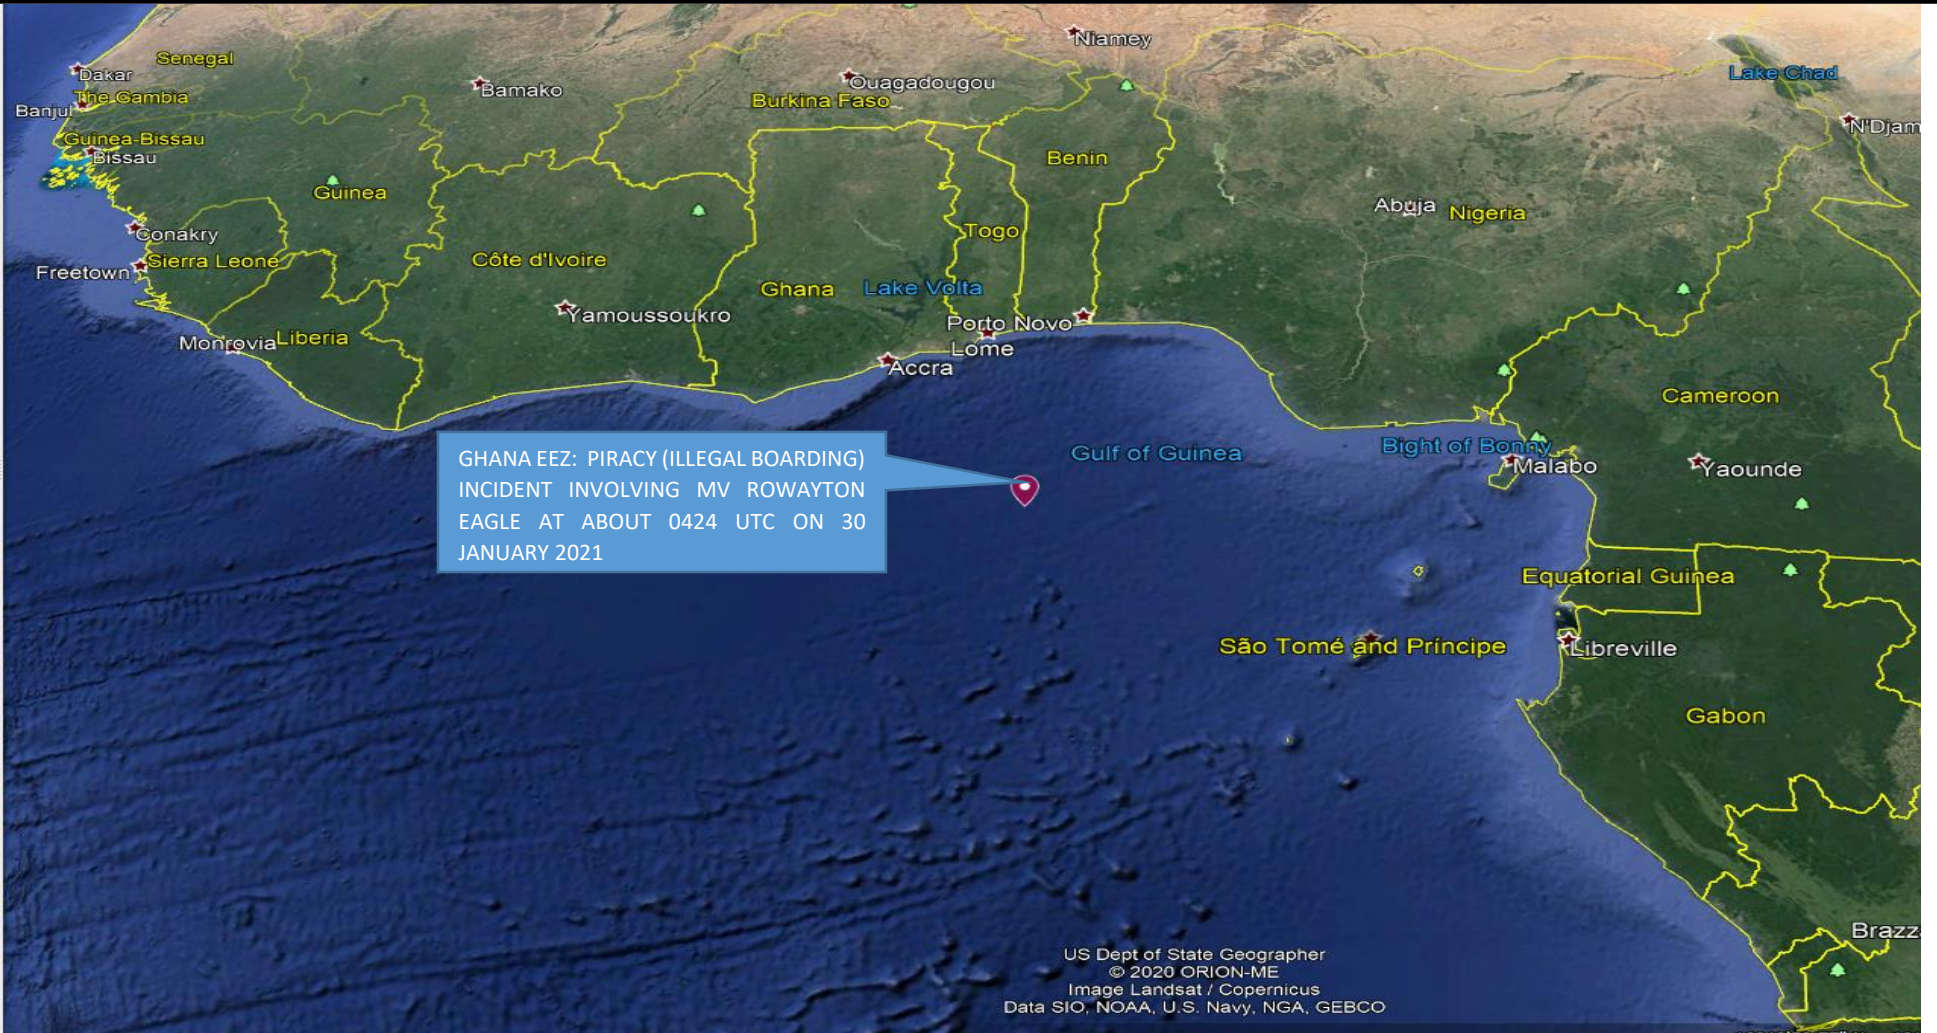 Niamey
Senegal
Dakar
Lake Chad
Bamako
Ouagadougou
The Gambia
Burkina Faso
Banjul
N'Djam
Guinea-Bissau
Bissau
Benin
Guinea
Abuja
Nigeria
Togo
Conakry
Côte d'Ivoire
Sierra Leone
Freetown
Ghana
Lake Volta
Yamoussoukro
Porto Novo
Liberia
Monrovia
Lome
Accra
Cameroon
Gulf of Guinea
Bight of Bonny
Malabo
Yaounde
GHANA EEZ: PIRACY (ILLEGAL BOARDING)
INCIDENT INVOLVING MV ROWAYTON
EAGLE AT ABOUT 0424 UTC ON 30
JANUARY 2021
Equatorial Guinea
São Tomé and Príncipe
Libreville
Gabon
Brazz
US Dept of State Geographer
© 2020 ORION-ME
Image Landsat / Copernicus
Data SIO, NOAA, U.S. Navy, NGA, GEBCO